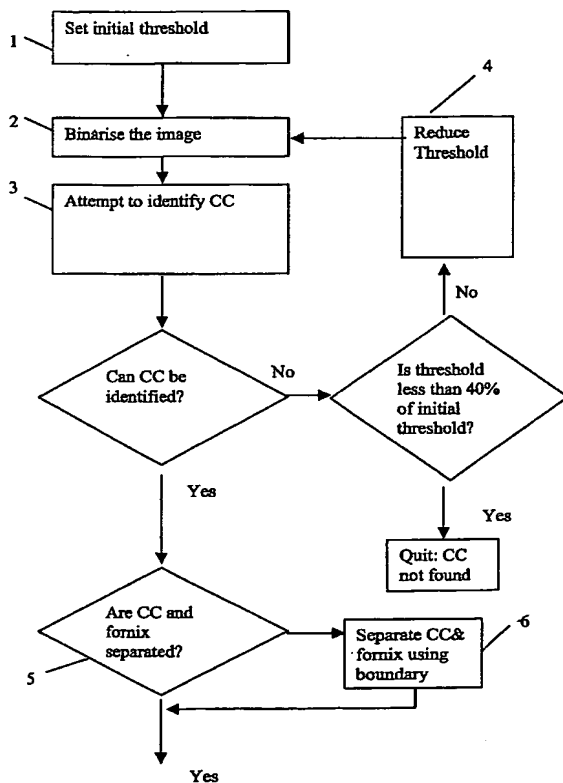 1
Set initial threshold
2
Binarise the image
3
Attempt to identify CC
4
Reduce
Threshold
No
Can CC be
identified?
No
Is threshold
less than 40%
of initial
threshold?
Yes
Yes
Quit: CC
not found
Are CC and
fornix
separated?
5
Separate CC&
fornix using
boundary
6
Yes